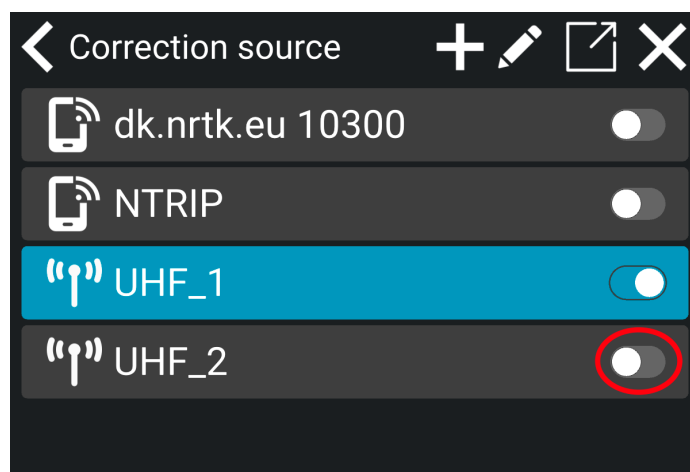 Correction source
dk.nrtk.eu 10300
NTRIP
UHF_1
UHF_2